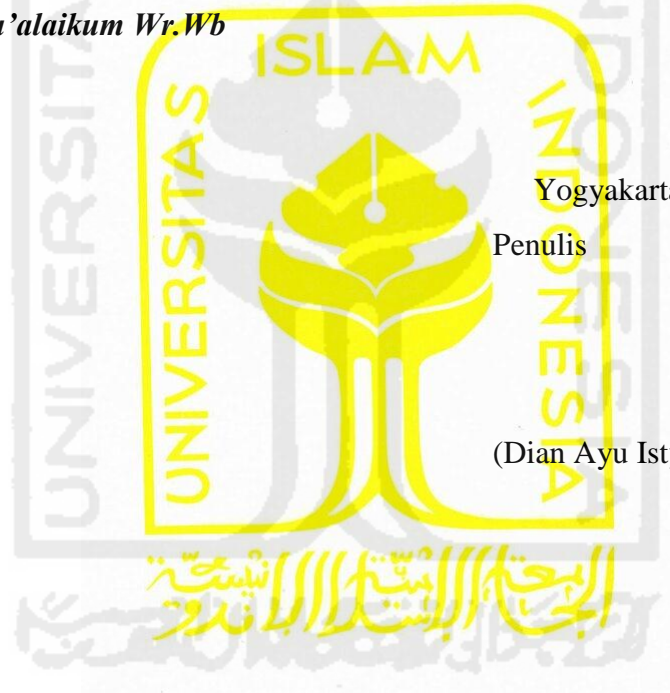 ’alaikum Wr.Wb
UNIVERSITAS
ISLAM
INDONESIA
Yogyakarta
Penulis
(Dian Ayu Ist